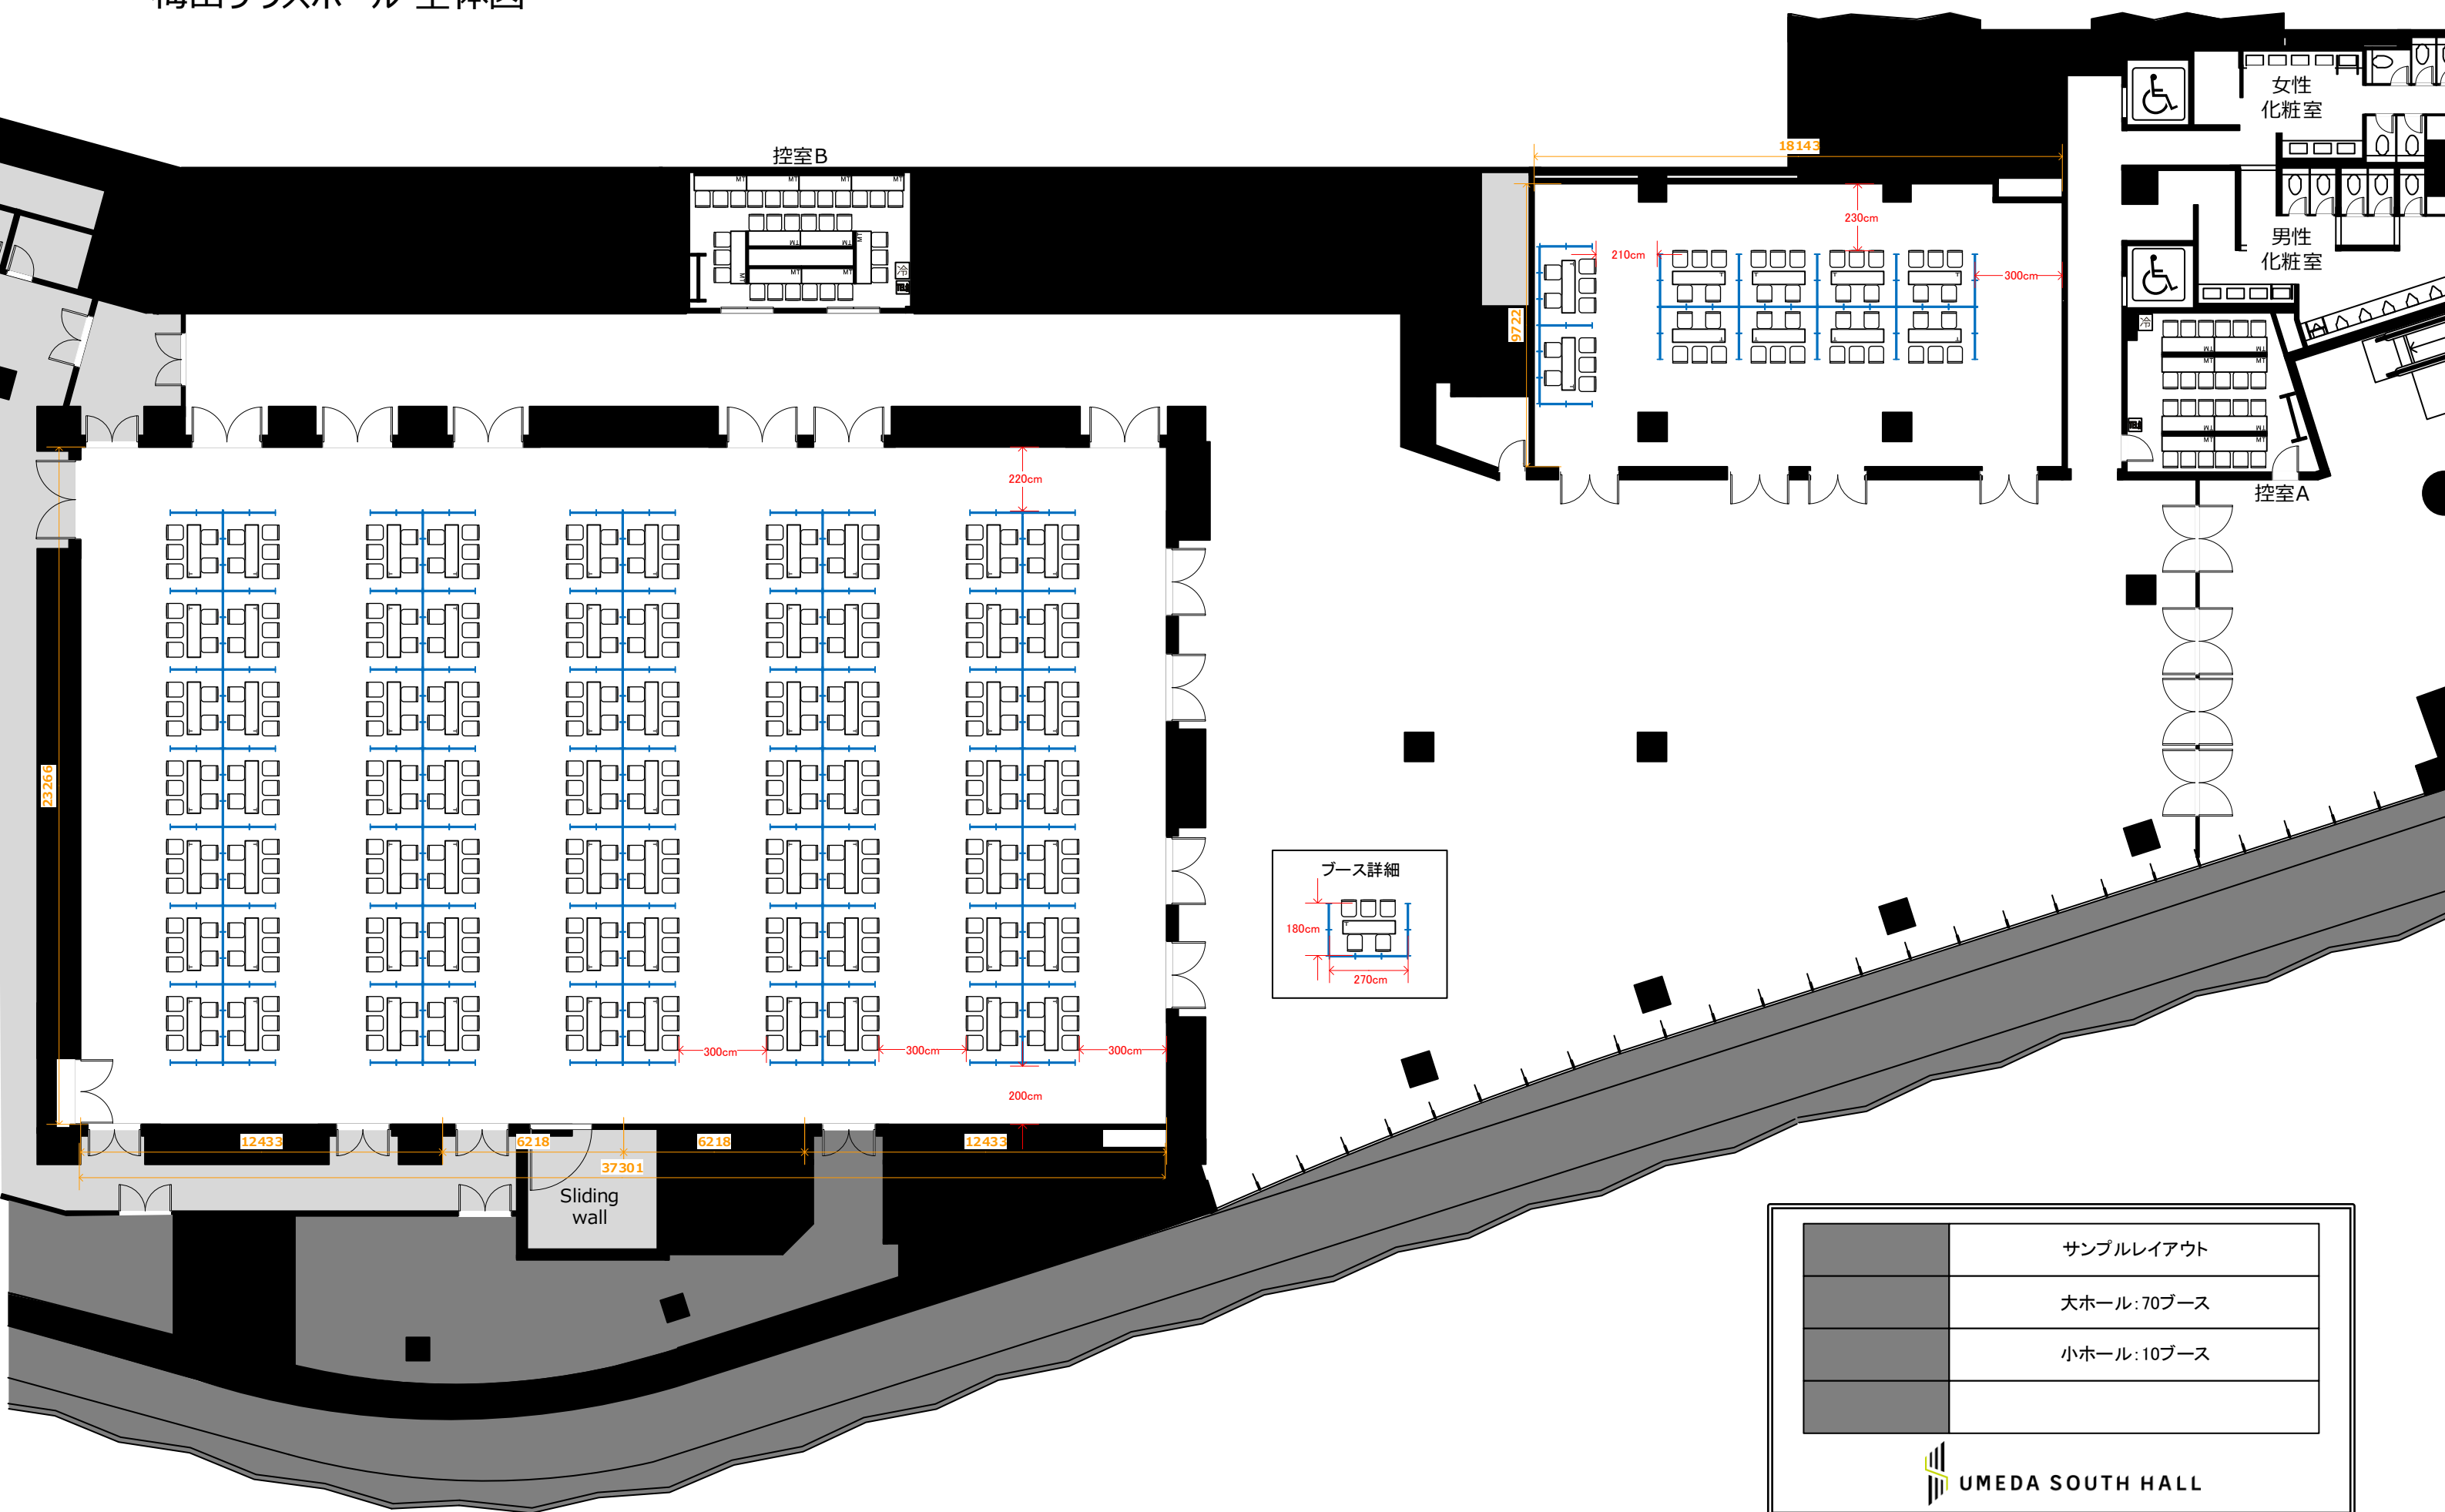 控室B
18143
女性
化粧室
230cm
210cm
300cm
9722
男性
化粧室
冷
冷
控室A
220cm
23266
ブース詳細
180cm
270cm
300cm
300cm
300cm
200cm
12433
6218
6218
12433
37301
Sliding
wall
サンプルレイアウト
大ホール:70ブース
小ホール:10ブース
UMEDA SOUTH HALL